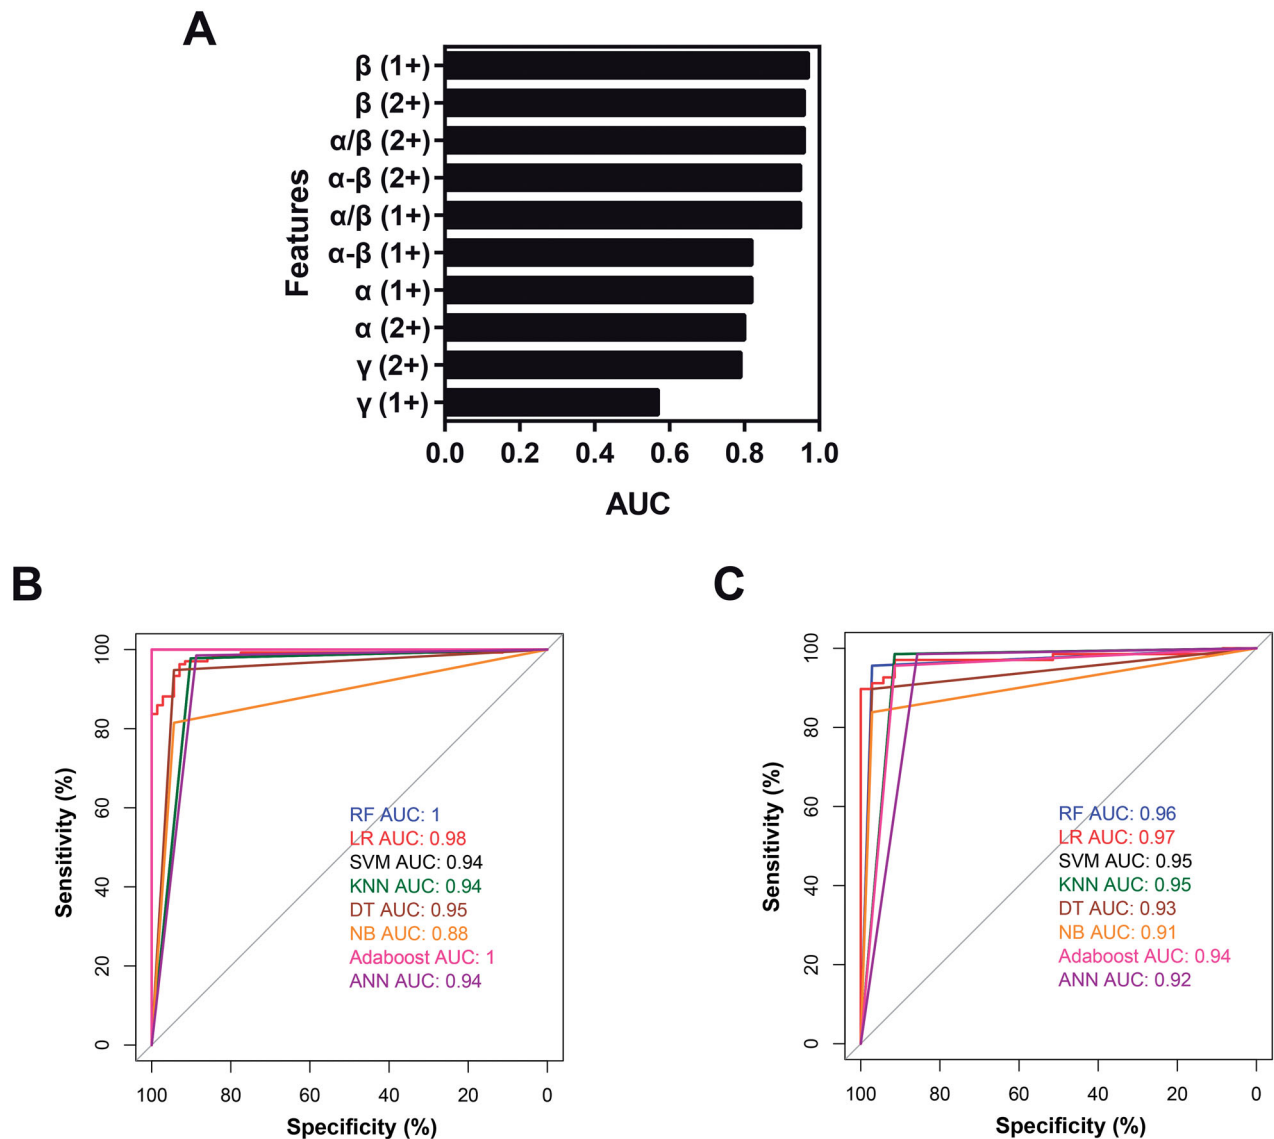 A
Features
β (1+)
β (2+)
α/β (2+)
α-β (2+)
α/β (1+)
α-β (1+)
α (1+)
α (2+)
γ (2+)
γ (1+)
0.0 0.2 0.4 0.6 0.8 1.0
AUC
B
Sensitivity (%)
100
80
60
40
20
0
RF AUC: 1
LR AUC: 0.98
SVM AUC: 0.94
KNN AUC: 0.94
DT AUC: 0.95
NB AUC: 0.88
Adaboost AUC: 1
ANN AUC: 0.94
100 80 60 40 20 0
Specificity (%)
C
Sensitivity (%)
100
80
60
40
20
0
RF AUC: 0.96
LR AUC: 0.97
SVM AUC: 0.95
KNN AUC: 0.95
DT AUC: 0.93
NB AUC: 0.91
Adaboost AUC: 0.94
ANN AUC: 0.92
100 80 60 40 20 0
Specificity (%)